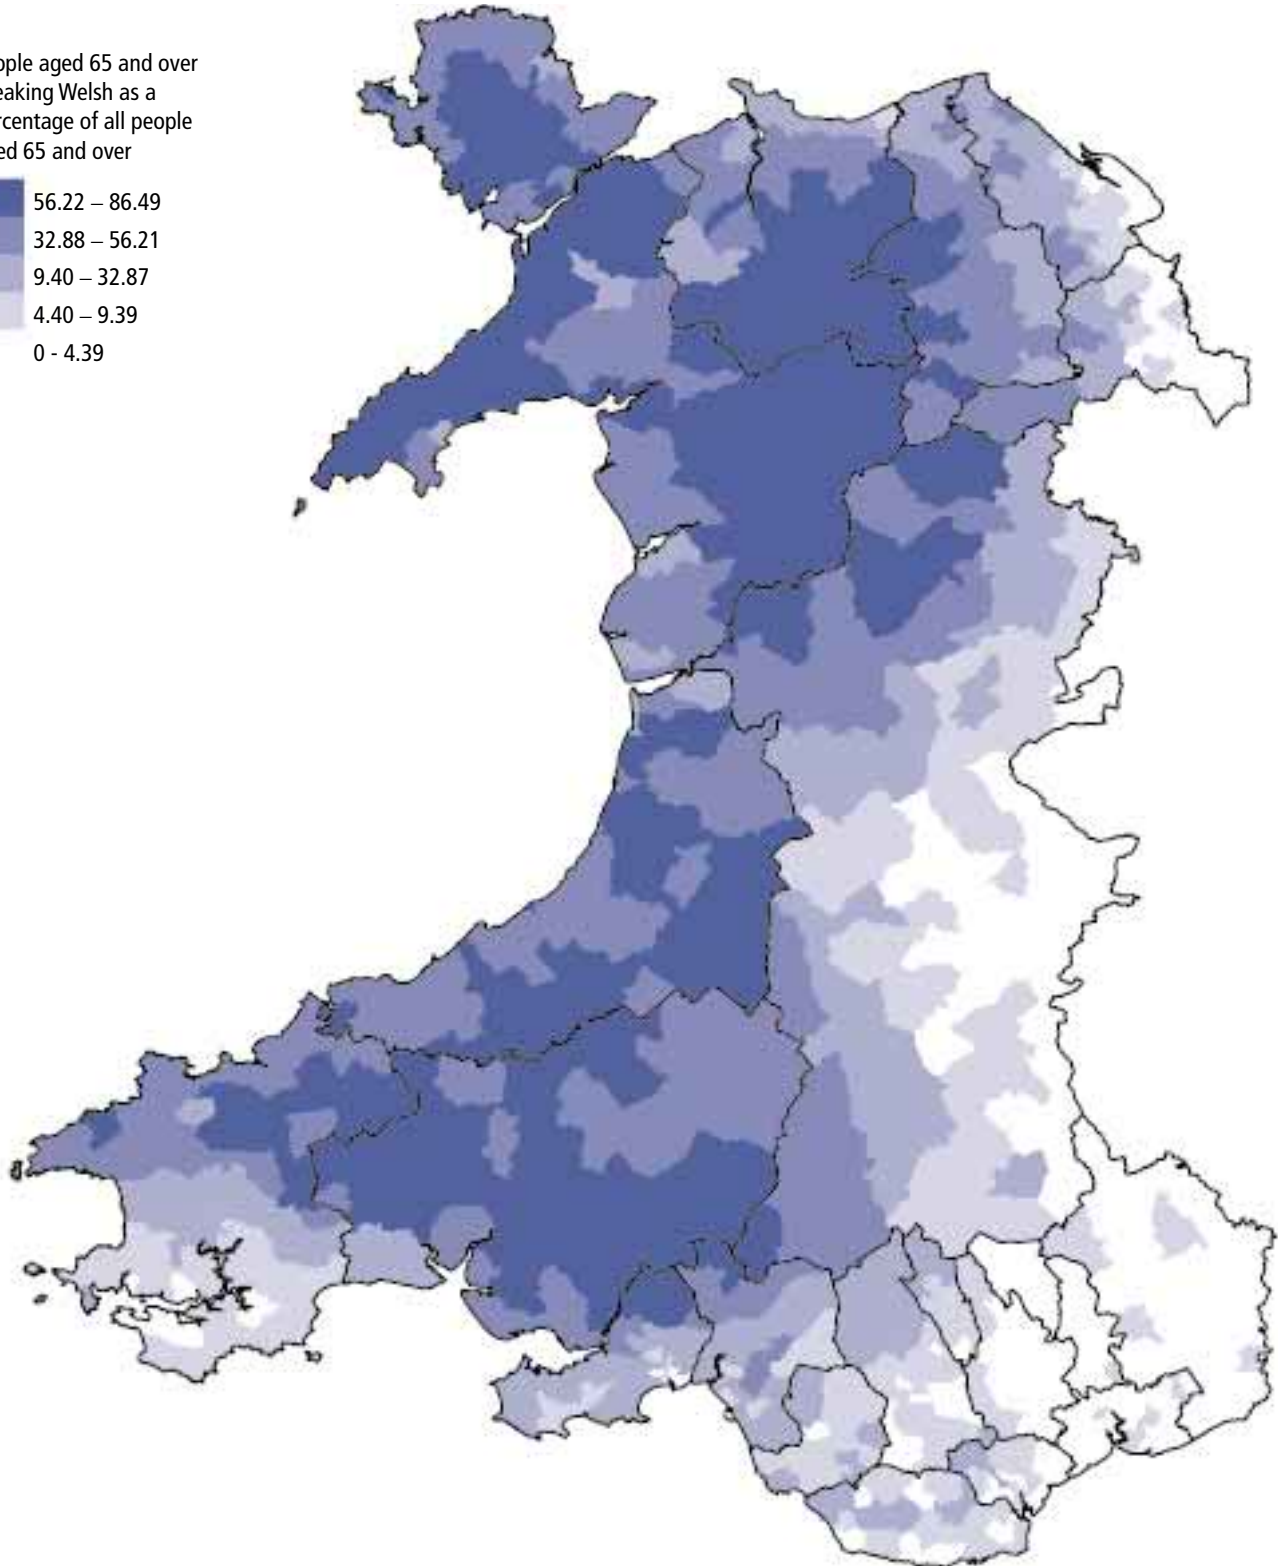 ople aged 65 and over
eaking Welsh as a
rcentage of all people
ed 65 and over
56.22 – 86.49
32.88 – 56.21
9.40 – 32.87
4.40 – 9.39
0 - 4.39